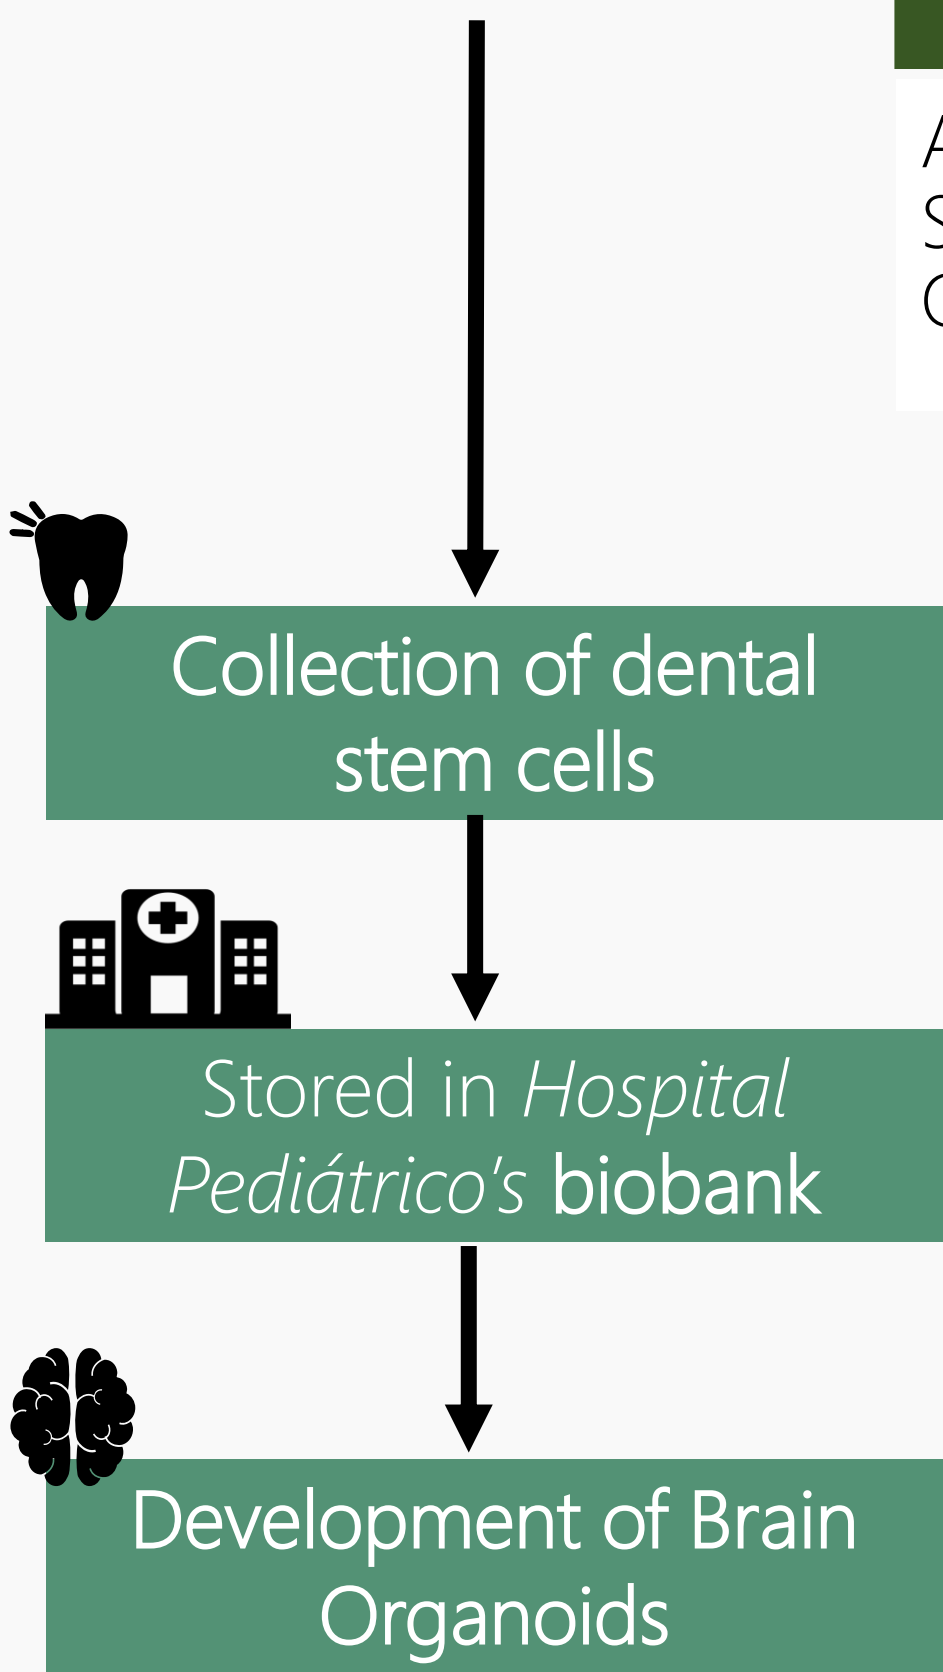 Collection of dental
stem cells
Stored in Hospital
Pediátrico's biobank
Development of Brain
Organoids